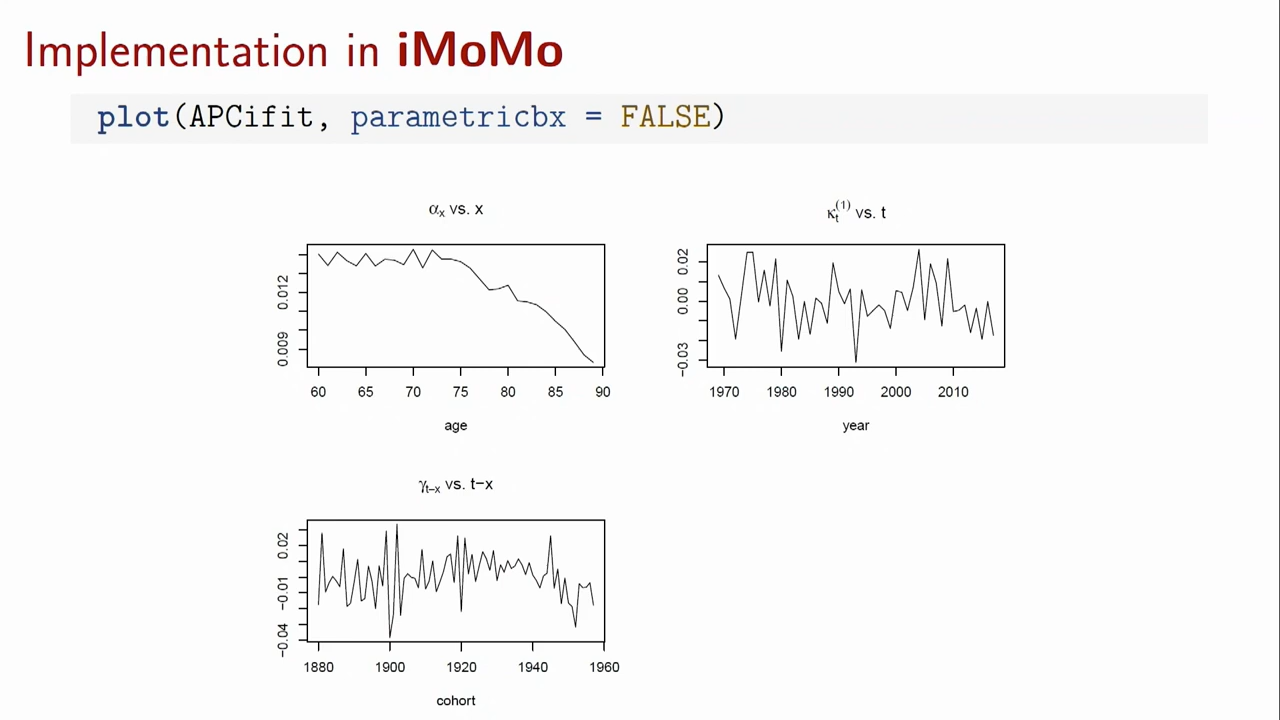 Implementation in iMoMo
plot(APCifit, parametricbx = FALSE)
αx vs. x
0.012
0.009
60 65 70 75 80 85 90
age
κt(1) vs. t
0.02
0.00
−0.03
1970 1980 1990 2000 2010
year
γt−x vs. t−x
0.02
−0.01
−0.04
1880 1900 1920 1940 1960
cohort